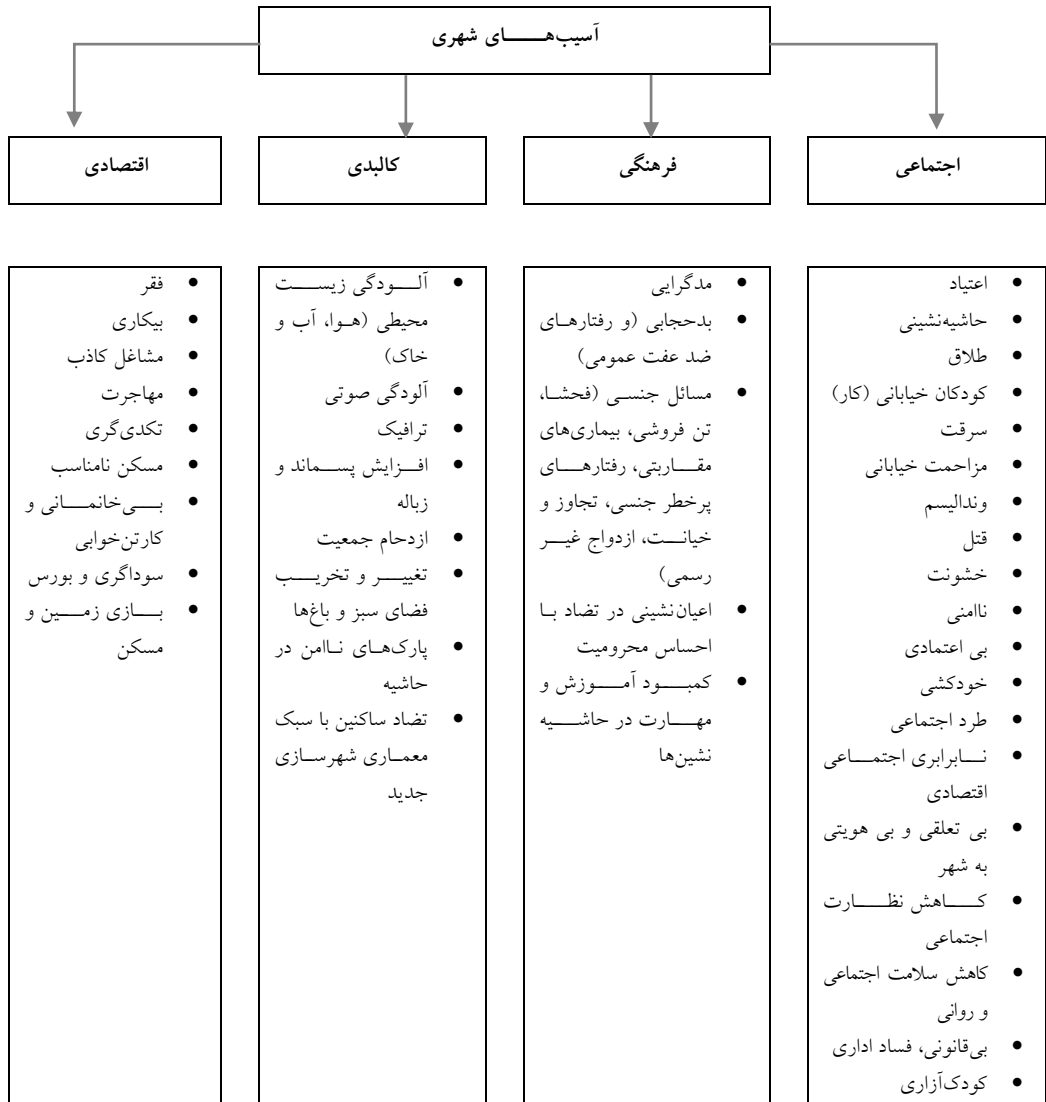 آسیب‌های شهری
اجتماعی
فرهنگی
کالبدی
اقتصادی
• اعتیاد
• حاشیه‌نشینی
• طلاق
• کودکان خیابانی (کار)
• سرقت
• مزاحمت خیابانی
• وندالیسم
• قتل
• خشونت
• ناامنی
• بی اعتمادی
• خودکشی
• طرد اجتماعی
• نابرابری اجتماعی
اقتصادی
• بی تعلقی و بی هویتی
به شهر
• کاهش نظارت
اجتماعی
• کاهش سلامت اجتماعی
و روانی
• بی‌قانونی، فساد اداری
• کودک‌آزاری
• مدگرایی
• بدحجابی (و رفتارهای
ضد عفت عمومی)
• مسائل جنسی (فحشا،
تن فروشی، بیماری‌های
مقاربتی، رفتارهای
پرخطر جنسی، تجاوز و
خیانت، ازدواج غیر
رسمی)
• اعیان‌نشینی در تضاد با
احساس محرومیت
• کمبود آموزش و
مهارت در حاشیه
نشین‌ها
• آلودگی زیست
محیطی (هوا، آب و
خاک)
• آلودگی صوتی
• ترافیک
• افزایش پسماند و
زباله
• ازدحام جمعیت
• تغییر و تخریب
فضای سبز و باغ‌ها
• پارک‌های ناامن در
حاشیه
• تضاد ساکنین با سبک
معماری شهرسازی
جدید
• فقر
• بیکاری
• مشاغل کاذب
• مهاجرت
• تکدی‌گری
• مسکن نامناسب
• بی‌خانمانی و
کارتن‌خوابی
• سوداگری و بورس
• بازی زمین و
مسکن